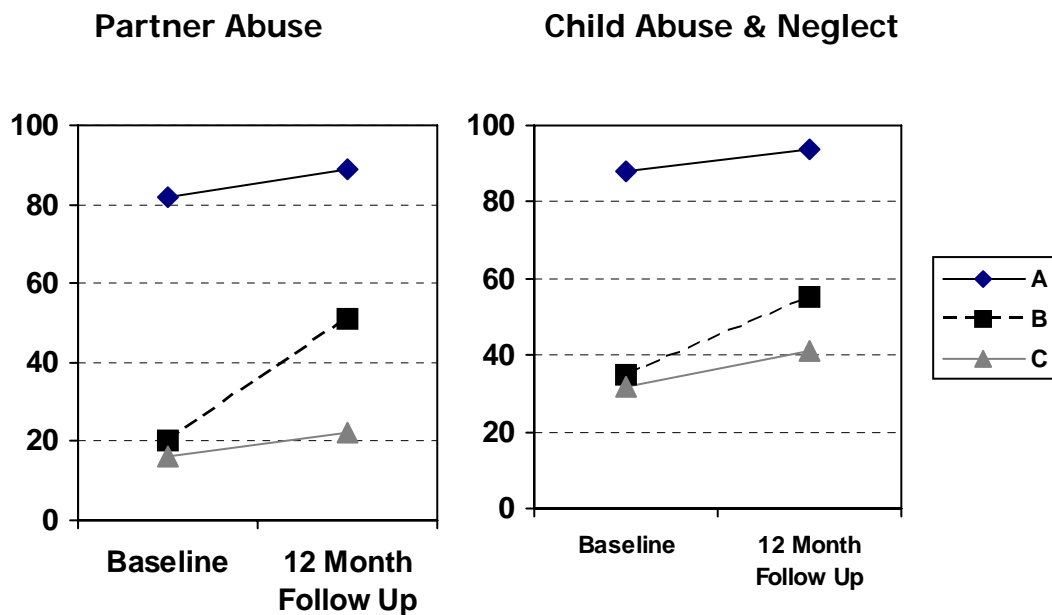 Partner Abuse
100
80
60
40
20
0
Baseline
12 Month
Follow Up
Child Abuse & Neglect
100
80
60
40
20
0
Baseline
12 Month
Follow Up
A
B
C